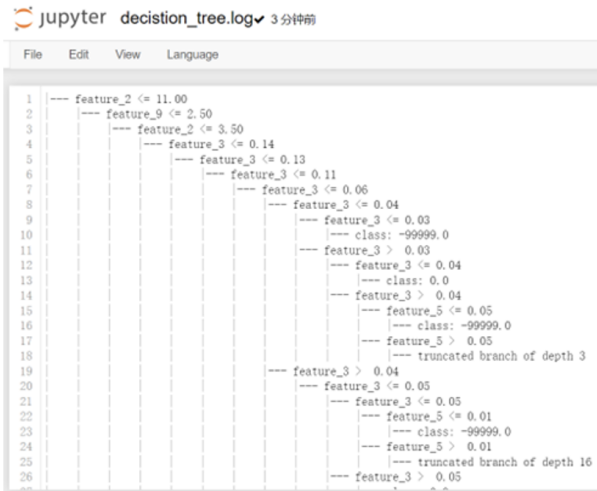 jupyter decistion_tree.log✔ 3 分钟前
File Edit View Language
1 |--- feature_2 <= 11.00
2 | |--- feature_9 <= 2.50
3 | | |--- feature_2 <= 3.50
4 | | | |--- feature_3 <= 0.14
5 | | | | |--- feature_3 <= 0.13
6 | | | | | |--- feature_3 <= 0.11
7 | | | | | | |--- feature_3 <= 0.06
8 | | | | | | | |--- feature_3 <= 0.04
9 | | | | | | | | |--- feature_3 <= 0.03
10 | | | | | | | | | |--- class: -99999.0
11 | | | | | | | | |--- feature_3 > 0.03
12 | | | | | | | | | |--- feature_3 <= 0.04
13 | | | | | | | | | | |--- class: 0.0
14 | | | | | | | | | |--- feature_3 > 0.04
15 | | | | | | | | | | |--- feature_5 <= 0.05
16 | | | | | | | | | | | |--- class: -99999.0
17 | | | | | | | | | | |--- feature_5 > 0.05
18 | | | | | | | | | | | |--- truncated branch of depth 3
19 | | | | | | | |--- feature_3 > 0.04
20 | | | | | | | | |--- feature_3 <= 0.05
21 | | | | | | | | | |--- feature_3 <= 0.05
22 | | | | | | | | | | |--- feature_5 <= 0.01
23 | | | | | | | | | | | |--- class: -99999.0
24 | | | | | | | | | | |--- feature_5 > 0.01
25 | | | | | | | | | | | |--- truncated branch of depth 16
26 | | | | | | | | | |--- feature_3 > 0.05